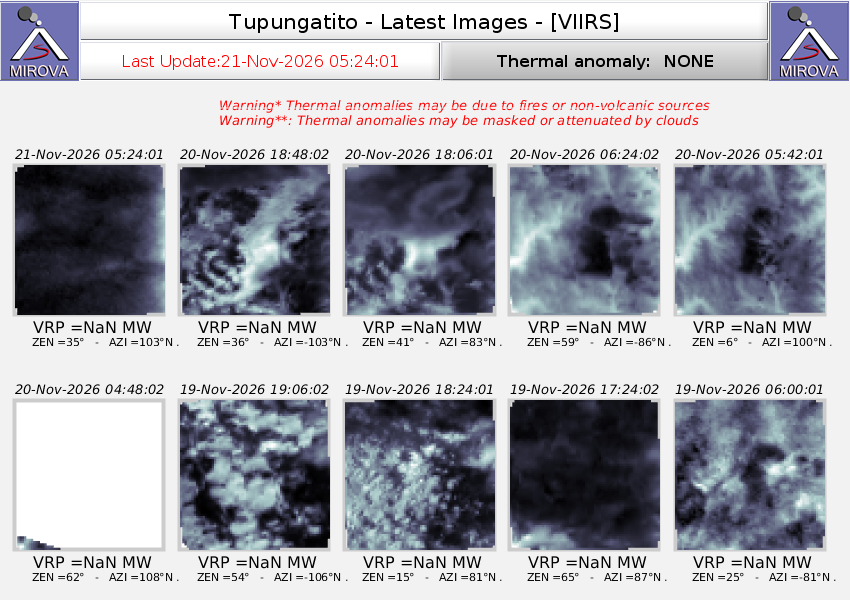 Tupungatito - Latest Images - [VIIRS]
MIROVA
MIROVA
Last Update:21-Nov-2026 05:24:01
Thermal anomaly: NONE
Warning* Thermal anomalies may be due to fires or non-volcanic sources
Warning**: Thermal anomalies may be masked or attenuated by clouds
21-Nov-2026 05:24:01
20-Nov-2026 18:48:02
20-Nov-2026 18:06:01
20-Nov-2026 06:24:02
20-Nov-2026 05:42:01
VRP =NaN MW
VRP =NaN MW
VRP =NaN MW
VRP =NaN MW
VRP =NaN MW
ZEN =35° - AZI =103°N .
ZEN =36° - AZI =-103°N .
ZEN =41° - AZI =83°N .
ZEN =59° - AZI =-86°N .
ZEN =6° - AZI =100°N .
20-Nov-2026 04:48:02
19-Nov-2026 19:06:02
19-Nov-2026 18:24:01
19-Nov-2026 17:24:02
19-Nov-2026 06:00:01
VRP =NaN MW
VRP =NaN MW
VRP =NaN MW
VRP =NaN MW
VRP =NaN MW
ZEN =62° - AZI =108°N .
ZEN =54° - AZI =-106°N .
ZEN =15° - AZI =81°N .
ZEN =65° - AZI =87°N .
ZEN =25° - AZI =-81°N .